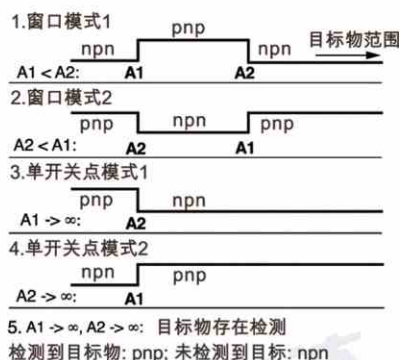 1.窗口模式1
pnp
npn
npn
目标物范围
A1 < A2:
A1
A2
2.窗口模式2
pnp
npn
pnp
A2 < A1:
A2
A1
3.单开关点模式1
pnp
npn
A1 -> ∞:
A2
4.单开关点模式2
npn
pnp
A2 -> ∞:
A1
5. A1 -> ∞, A2 -> ∞: 目标物存在检测
检测到目标物: pnp; 未检测到目标: npn